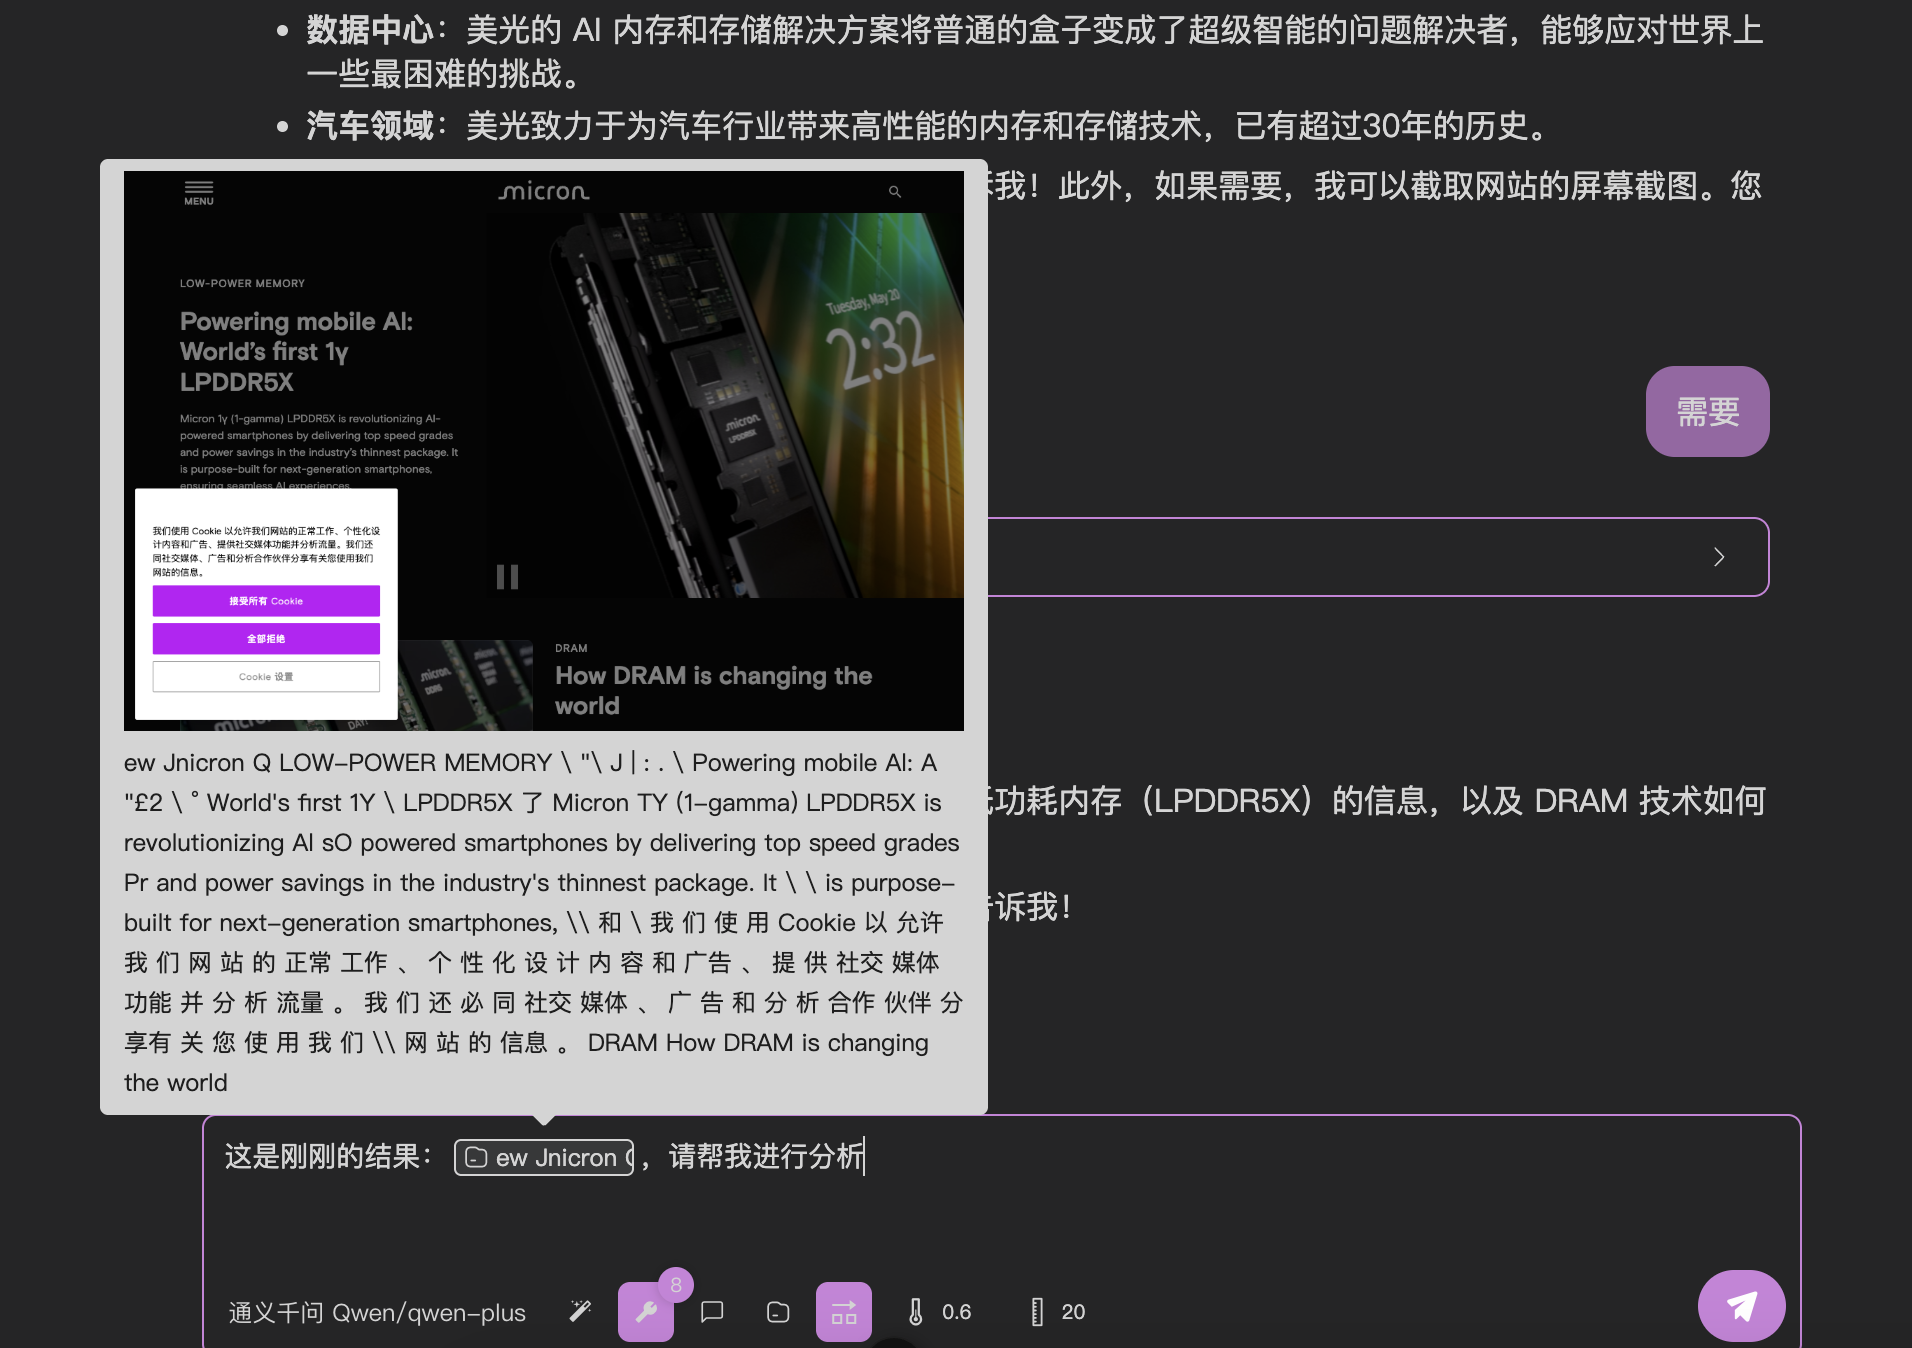 数据中心：美光的 AI 内存和存储解决方案将普通的盒子变成了超级智能的问题解决者，能够应对世界上
一些最困难的挑战。
汽车领域：美光致力于为汽车行业带来高性能的内存和存储技术，已有超过30年的历史。
我！此外，如果需要，我可以截取网站的屏幕截图。您
MENU
micron
LOW-POWER MEMORY
Powering mobile AI:
World's first 1γ
LPDDR5X
Micron 1γ (1-gamma) LPDDR5X is revolutionizing AI-
powered smartphones by delivering top speed grades
and power savings in the industry's thinnest package. It
is purpose-built for next-generation smartphones,
ensuring seamless AI experiences.
Tuesday, May 20
2:32
micron
LPDDR5X
需要
我们使用 Cookie 以允许我们网站的正常工作、个性化设
计内容和广告、提供社交媒体功能并分析流量。我们还
同社交媒体、广告和分析合作伙伴分享有关您使用我们
网站的信息。
接受所有 Cookie
全部拒绝
Cookie 设置
micron
DDR5
DRAM
How DRAM is changing the
world
ew Jnicron Q LOW-POWER MEMORY \ "\ J | : . \ Powering mobile Al: A
"£2 \ ° World's first 1Y \ LPDDR5X 了 Micron TY (1-gamma) LPDDR5X is
revolutionizing Al sO powered smartphones by delivering top speed grades
Pr and power savings in the industry's thinnest package. It \ \ is purpose-
built for next-generation smartphones, \\ 和 \ 我 们 使 用 Cookie 以 允许
我 们 网 站 的 正常 工作 、 个 性 化 设 计 内 容 和 广告 、 提 供 社交 媒体
功能 并 分 析 流量 。 我 们 还 必 同 社交 媒体 、 广 告 和 分 析 合作 伙伴 分
享有 关 您 使 用 我 们 \\ 网 站 的 信息 。 DRAM How DRAM is changing
the world
功耗内存（LPDDR5X）的信息，以及 DRAM 技术如何
诉我！
这是刚刚的结果： ew Jnicron ，请帮我进行分析
通义千问 Qwen/qwen-plus 8 0.6 20